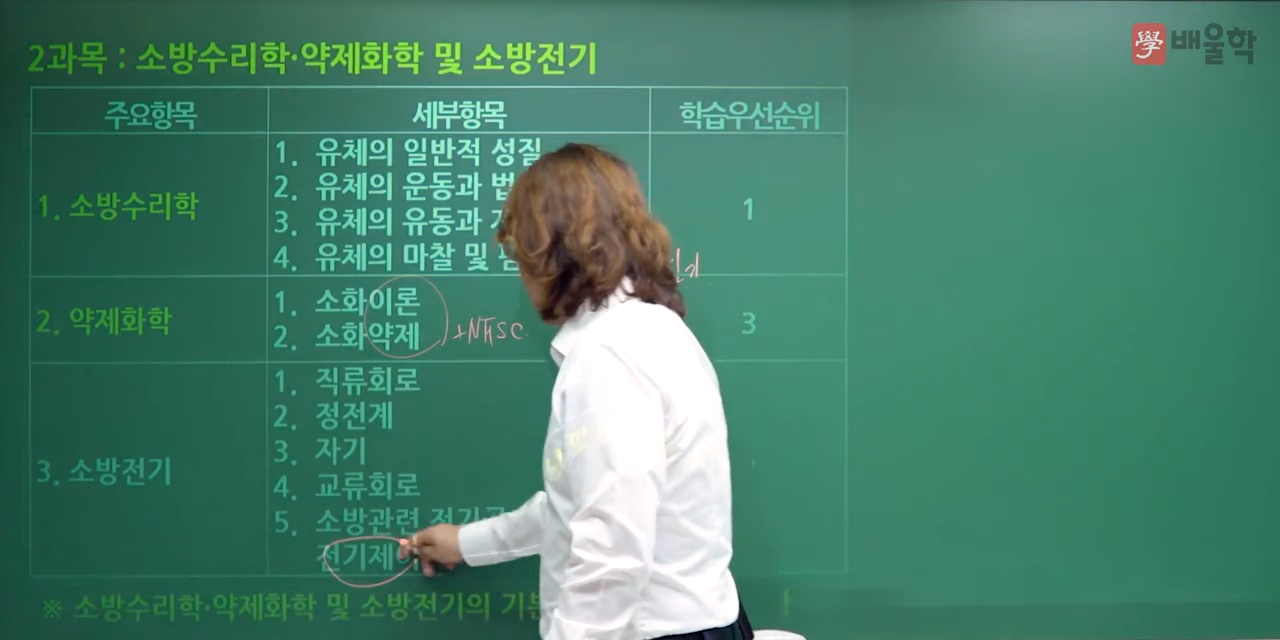 學 배울학
2과목 : 소방수리학·약제화학 및 소방전기
주요항목 세부항목 학습우선순위
1. 소방수리학
1. 유체의 일반적 성질
2. 유체의 운동과
3. 유체의 유동과
4. 유체의 마찰 및
1
2. 약제화학
1. 소화이론
2. 소화약제
3
3. 소방전기
1. 직류회로
2. 정전계
3. 자기
4. 교류회로
5. 소방관련
※ 소방수리학·약제화학 및 소방전기의